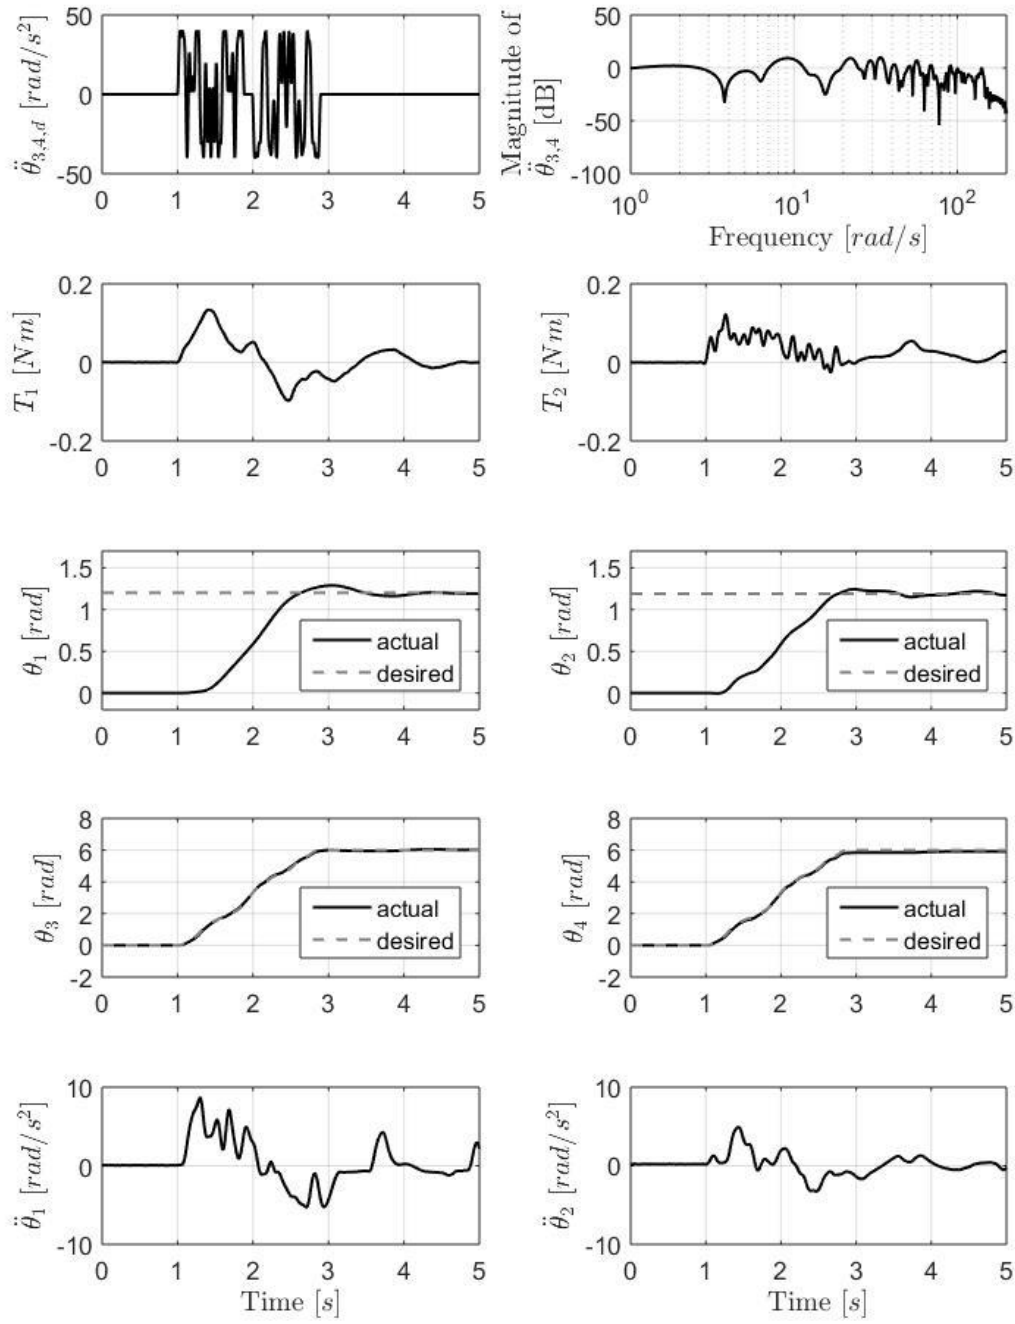 θ̈₃,₄,d [rad/s²]
50
0
-50
0 1 2 3 4 5
Magnitude of
θ̈₃,₄ [dB]
50
0
-50
-100
10⁰ 10¹ 10²
Frequency [rad/s]
T₁ [Nm]
0.2
0
-0.2
0 1 2 3 4 5
T₂ [Nm]
0.2
0
-0.2
0 1 2 3 4 5
θ₁ [rad]
1.5
1
0.5
0
actual
desired
0 1 2 3 4 5
θ₂ [rad]
1.5
1
0.5
0
actual
desired
0 1 2 3 4 5
θ₃ [rad]
8
6
4
2
0
-2
actual
desired
0 1 2 3 4 5
θ₄ [rad]
8
6
4
2
0
-2
actual
desired
0 1 2 3 4 5
θ̈₁ [rad/s²]
10
0
-10
0 1 2 3 4 5
Time [s]
θ̈₂ [rad/s²]
10
0
-10
0 1 2 3 4 5
Time [s]